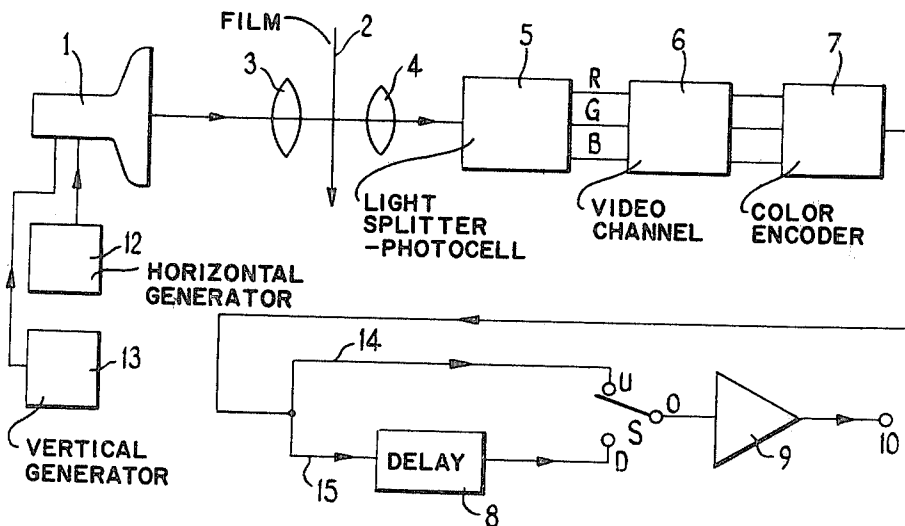 FILM
1
2
3
4
5
6
7
R
G
B
LIGHT
SPLITTER
-PHOTOCELL
VIDEO
CHANNEL
COLOR
ENCODER
12
HORIZONTAL
GENERATOR
13
VERTICAL
GENERATOR
14
U
O
S
D
15
DELAY
8
9
10